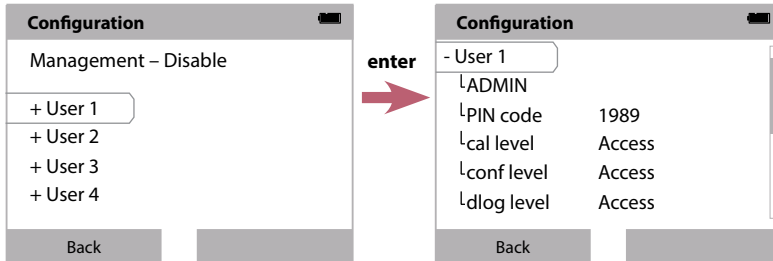 Configuration
Management – Disable
+ User 1
+ User 2
+ User 3
+ User 4
Back
enter
Configuration
- User 1
└ADMIN
└PIN code 1989
└cal level Access
└conf level Access
└dlog level Access
Back